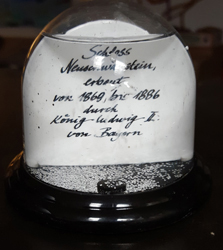 Schloss
Neuschwanstein,
erbaut
von 1869, bis 1886
durch
König Ludwig II.
von Bayern